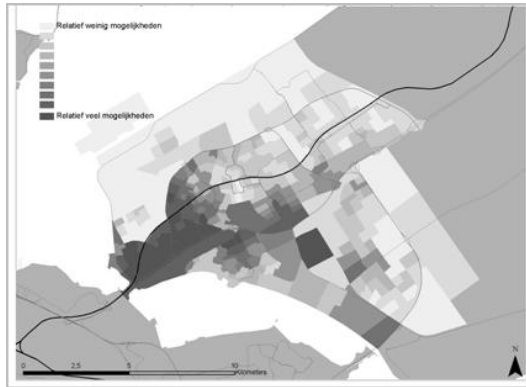 Relatief weinig mogelijkheden
Relatief veel mogelijkheden
N
0 2,5 5 10
Kilometers